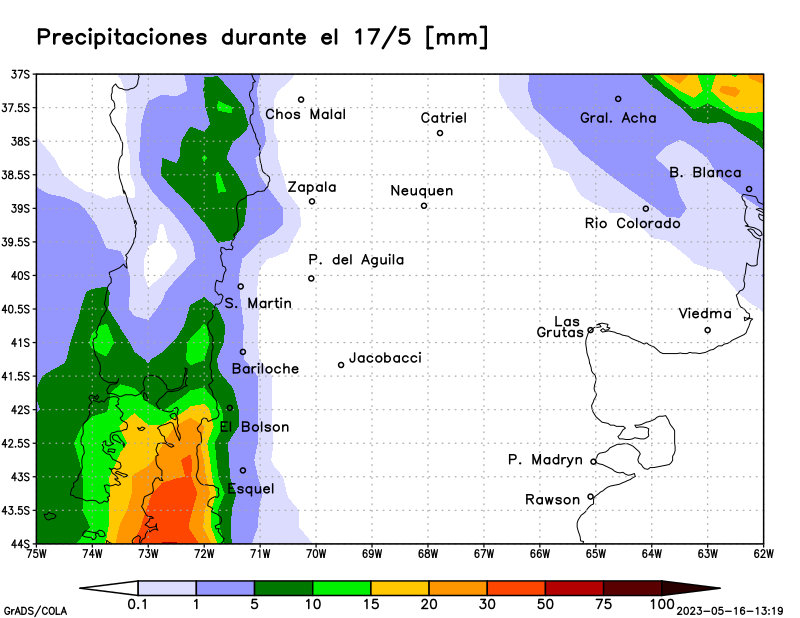 Precipitaciones durante el 17/5 [mm]
37S
37.5S
38S
38.5S
39S
39.5S
40S
40.5S
41S
41.5S
42S
42.5S
43S
43.5S
44S
Chos Malal
Catriel
Gral. Acha
B. Blanca
Zapala
Neuquen
Rio Colorado
P. del Aguila
S. Martin
Viedma
Las
Grutas
Jacobacci
Bariloche
El Bolson
P. Madryn
Esquel
Rawson
75W 74W 73W 72W 71W 70W 69W 68W 67W 66W 65W 64W 63W 62W
0.1 1 5 10 15 20 30 50 75 100
GrADS/COLA
2023-05-16-13:19